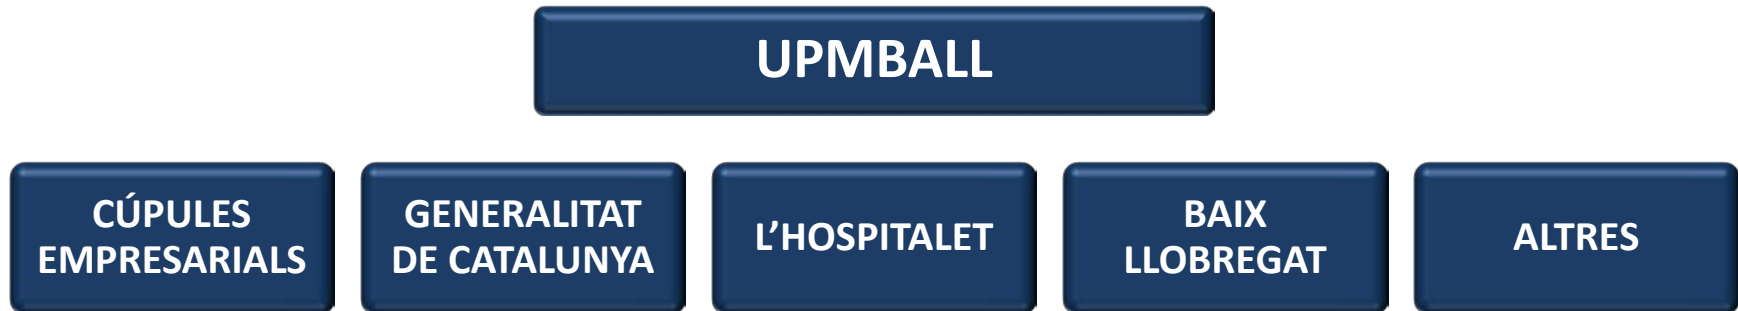 UPMBALL
CÚPULES
EMPRESARIALS
GENERALITAT
DE CATALUNYA
L’HOSPITALET
BAIX
LLOBREGAT
ALTRES